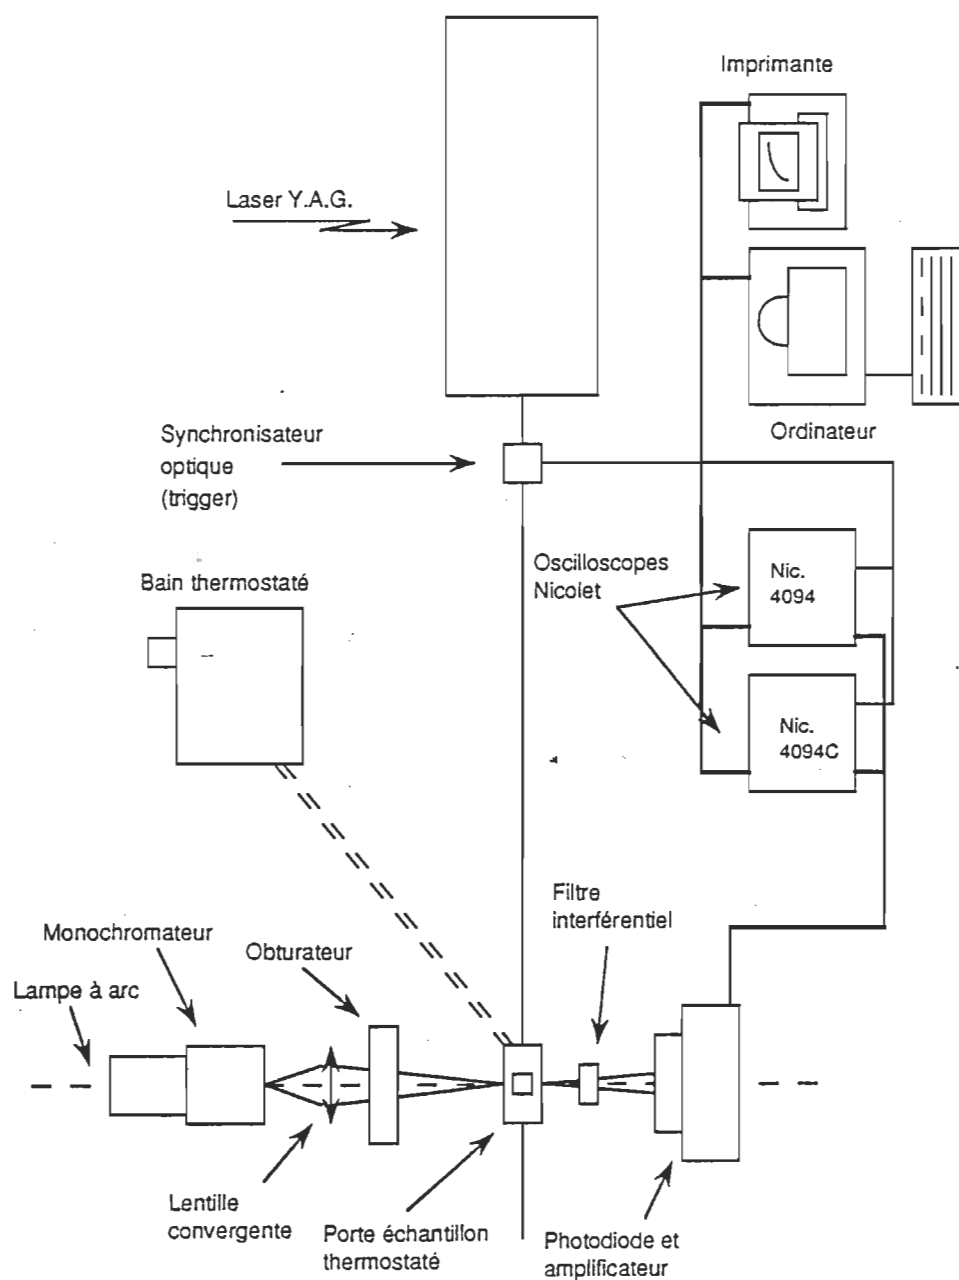 Imprimante
Laser Y.A.G.
Ordinateur
Synchronisateur
optique
(trigger)
Oscilloscopes
Nicolet
Nic.
4094
Bain thermostaté
Nic.
4094C
Filtre
interférentiel
Monochromateur
Obturateur
Lampe à arc
Lentille
convergente
Porte échantillon
thermostaté
Photodiode et
amplificateur